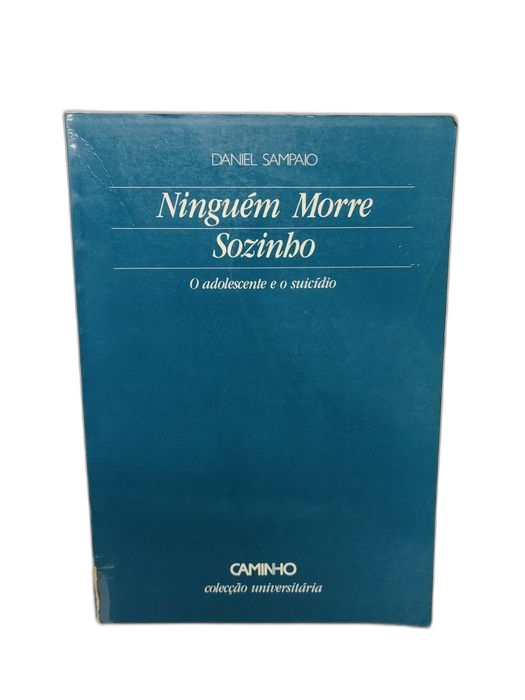 DANIEL SAMPAIO
Ninguém Morre
Sozinho
O adolescente e o suicídio
CAMINHO
colecção universitária